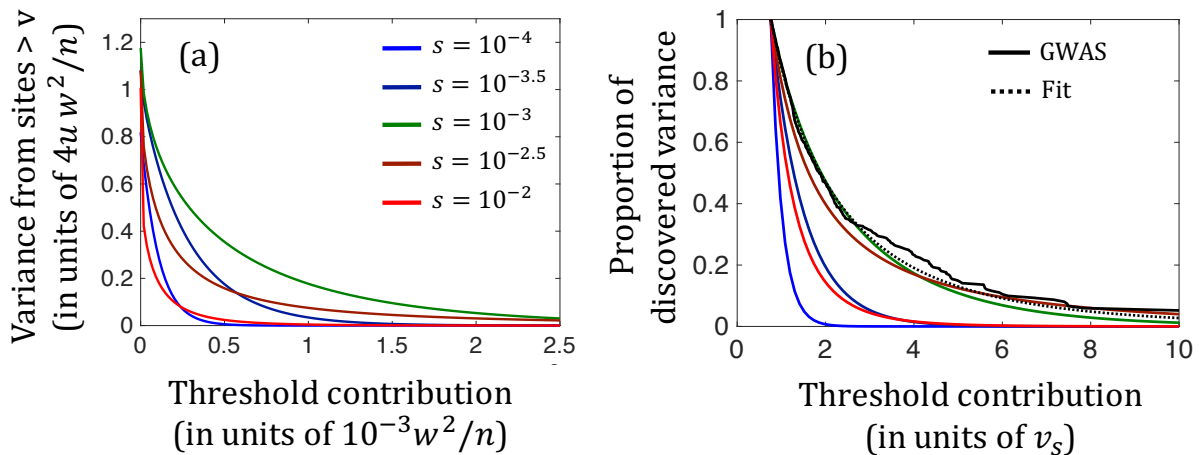 Variance from sites > v
(in units of 4u w²/n)
1.2
1
0.8
0.6
0.4
0.2
0
(a)
s = 10⁻⁴
s = 10⁻³·⁵
s = 10⁻³
s = 10⁻²·⁵
s = 10⁻²
0 0.5 1 1.5 2 2.5
Threshold contribution
(in units of 10⁻³w²/n)
Proportion of
discovered variance
1
0.8
0.6
0.4
0.2
0
(b)
GWAS
Fit
0 2 4 6 8 10
Threshold contribution
(in units of vₛ)